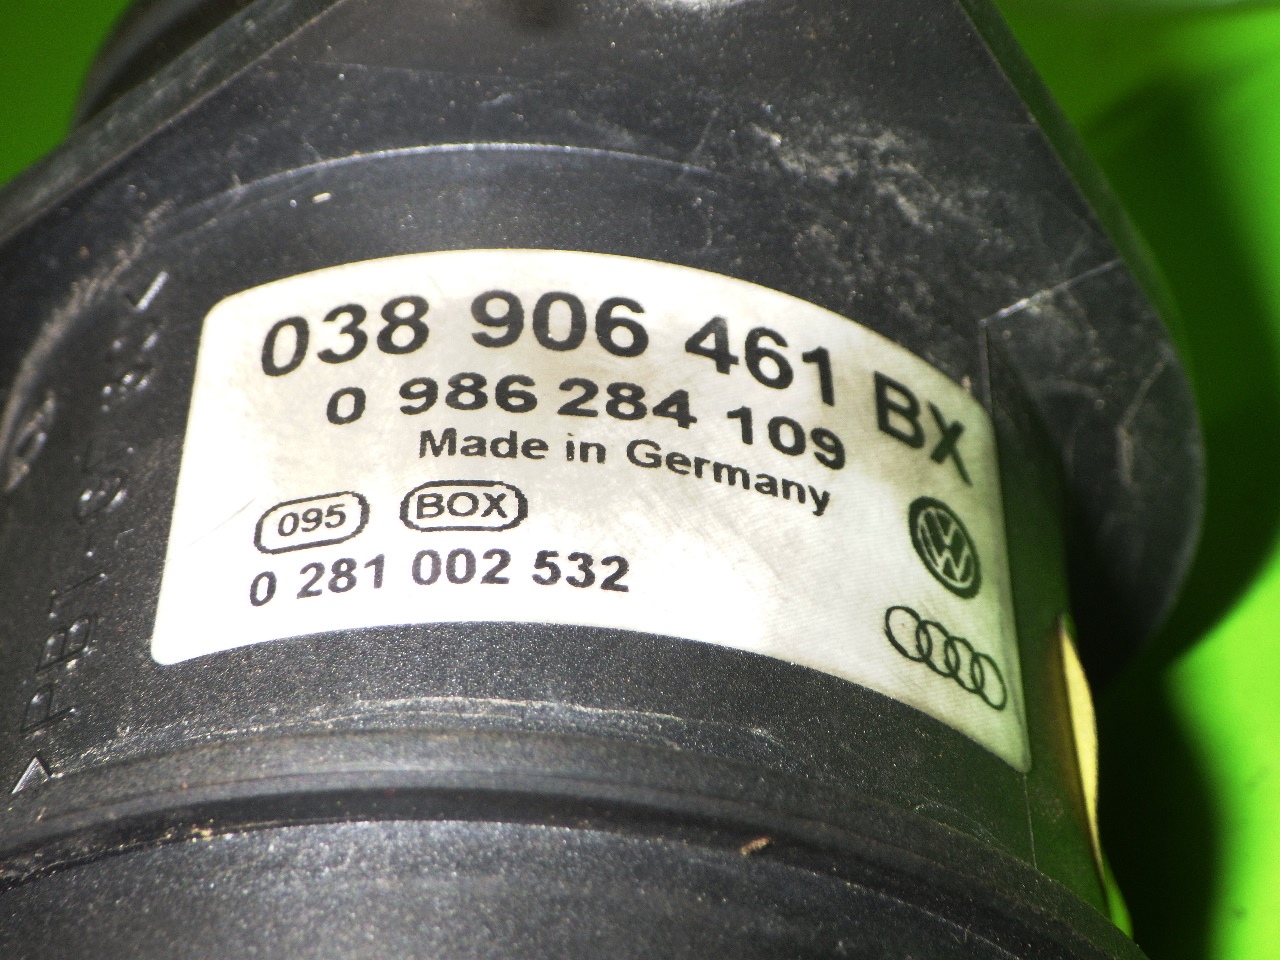 038 906 461 BX
0 986 284 109
Made in Germany
095 BOX
0 281 002 532